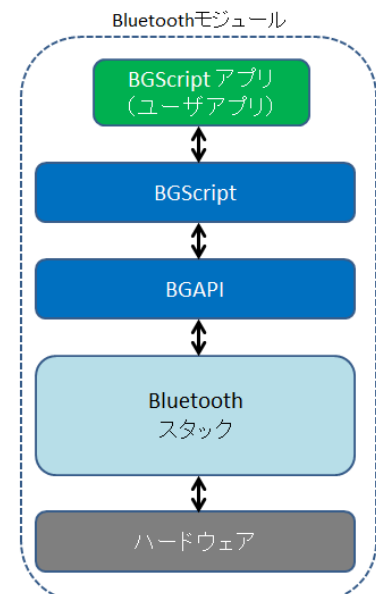 Bluetoothモジュール
BGScript アプリ
（ユーザアプリ）
BGScript
BGAPI
Bluetooth
スタック
ハードウェア